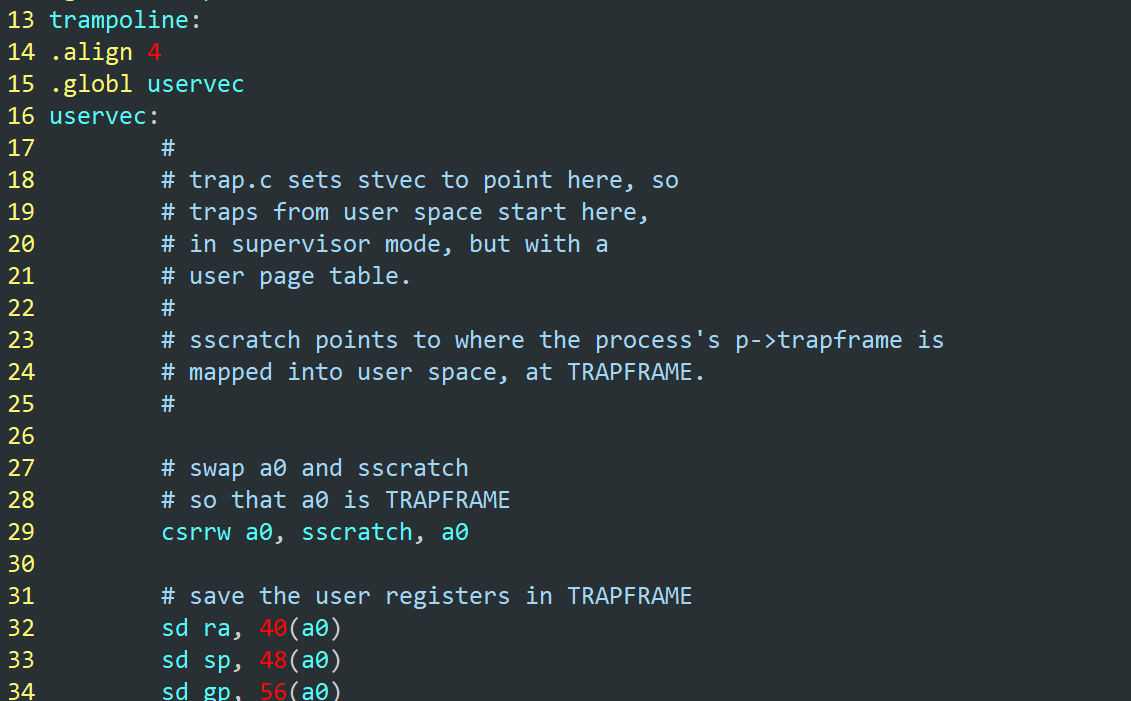 13 trampoline:
14 .align 4
15 .globl uservec
16 uservec:
17         #
18         # trap.c sets stvec to point here, so
19         # traps from user space start here,
20         # in supervisor mode, but with a
21         # user page table.
22         #
23         # sscratch points to where the process's p->trapframe is
24         # mapped into user space, at TRAPFRAME.
25         #
26
27         # swap a0 and sscratch
28         # so that a0 is TRAPFRAME
29         csrrw a0, sscratch, a0
30
31         # save the user registers in TRAPFRAME
32         sd ra, 40(a0)
33         sd sp, 48(a0)
34         sd gp, 56(a0)